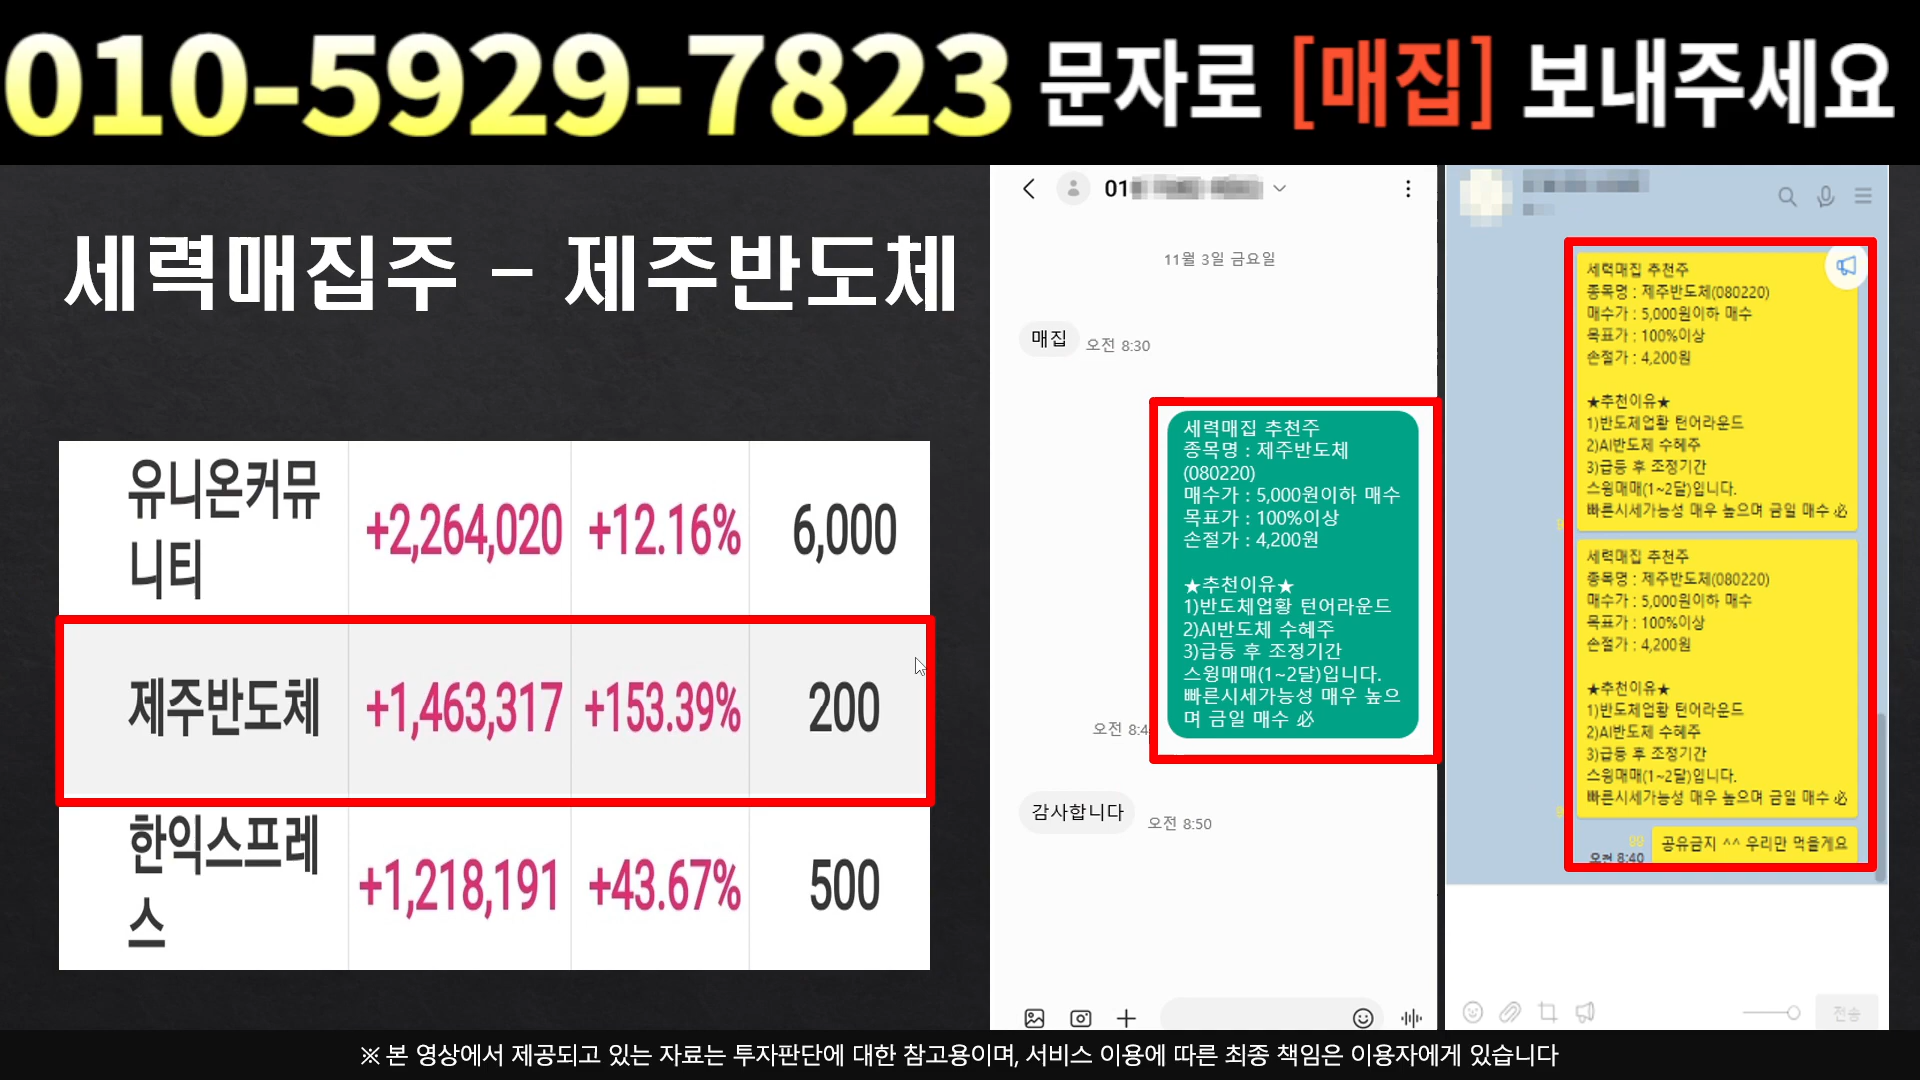 010-5929-7823 문자로 [매집] 보내주세요
세력매집주 - 제주반도체
유니온커뮤
니티
+2,264,020
+12.16%
6,000
제주반도체
+1,463,317
+153.39%
200
한익스프레
스
+1,218,191
+43.67%
500
01
11월 3일 금요일
매집
오전 8:30
세력매집 추천주
종목명 : 제주반도체
(080220)
매수가 : 5,000원이하 매수
목표가 : 100%이상
손절가 : 4,200원
★추천이유★
1)반도체업황 턴어라운드
2)AI반도체 수혜주
3)급등 후 조정기간
스윙매매(1~2달)입니다.
빠른시세가능성 매우 높으
며 금일 매수 必
오전 8:4
감사합니다
오전 8:50
세력매집 추천주
종목명 : 제주반도체(080220)
매수가 : 5,000원이하 매수
목표가 : 100%이상
손절가 : 4,200원
★추천이유★
1)반도체업황 턴어라운드
2)AI반도체 수혜주
3)급등 후 조정기간
스윙매매(1~2달)입니다.
빠른시세가능성 매우 높으며 금일 매수 必
세력매집 추천주
종목명 : 제주반도체(080220)
매수가 : 5,000원이하 매수
목표가 : 100%이상
손절가 : 4,200원
★추천이유★
1)반도체업황 턴어라운드
2)AI반도체 수혜주
3)급등 후 조정기간
스윙매매(1~2달)입니다.
빠른시세가능성 매우 높으며 금일 매수 必
오전 8:40
공유금지 ^^ 우리만 먹을게요
전송
※ 본 영상에서 제공되고 있는 자료는 투자판단에 대한 참고용이며, 서비스 이용에 따른 최종 책임은 이용자에게 있습니다